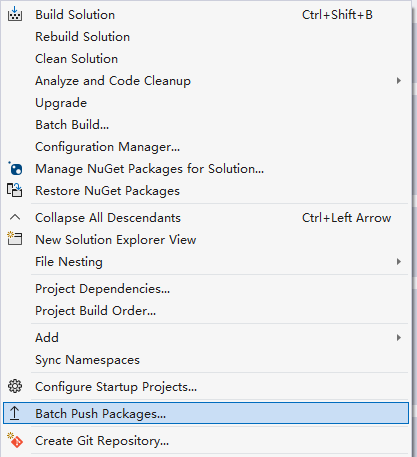 Build Solution Ctrl+Shift+B
Rebuild Solution
Clean Solution
Analyze and Code Cleanup
Upgrade
Batch Build...
Configuration Manager...
Manage NuGet Packages for Solution...
Restore NuGet Packages
Collapse All Descendants Ctrl+Left Arrow
New Solution Explorer View
File Nesting
Project Dependencies...
Project Build Order...
Add
Sync Namespaces
Configure Startup Projects...
Batch Push Packages...
Create Git Repository...